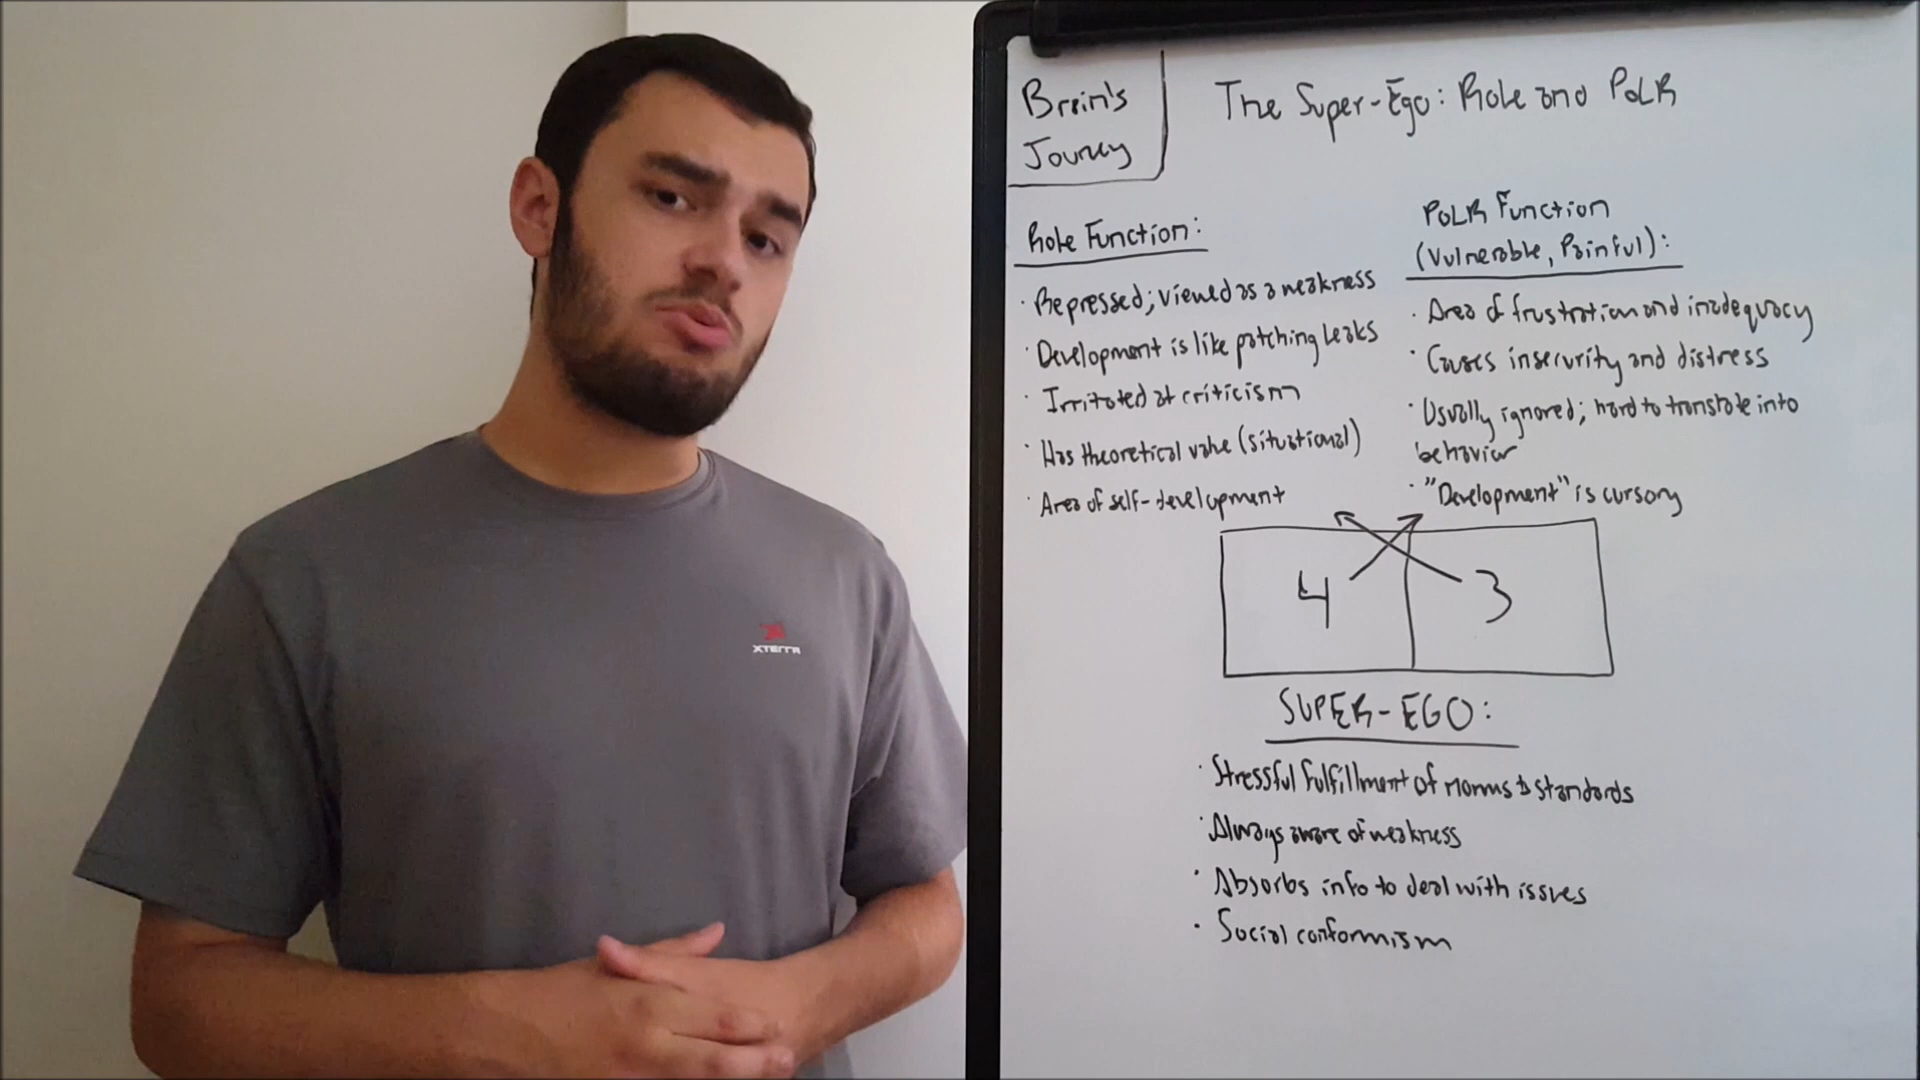 Brain's
Journey
The Super-Ego: Role and PoLR
Role Function:
· Repressed; viewed as a weakness
· Development is like patching leaks
· Irritated at criticism
· Has theoretical value (situational)
· Area of self-development
PoLR Function
(Vulnerable, Painful):
· Area of frustration and inadequacy
· Causes insecurity and distress
· Usually ignored; hard to translate into
behavior
· "Development" is cursory
4 3
SUPER-EGO:
· Stressful fulfillment of norms & standards
· Always aware of weakness
· Absorbs info to deal with issues
· Social conformism
XTERRA